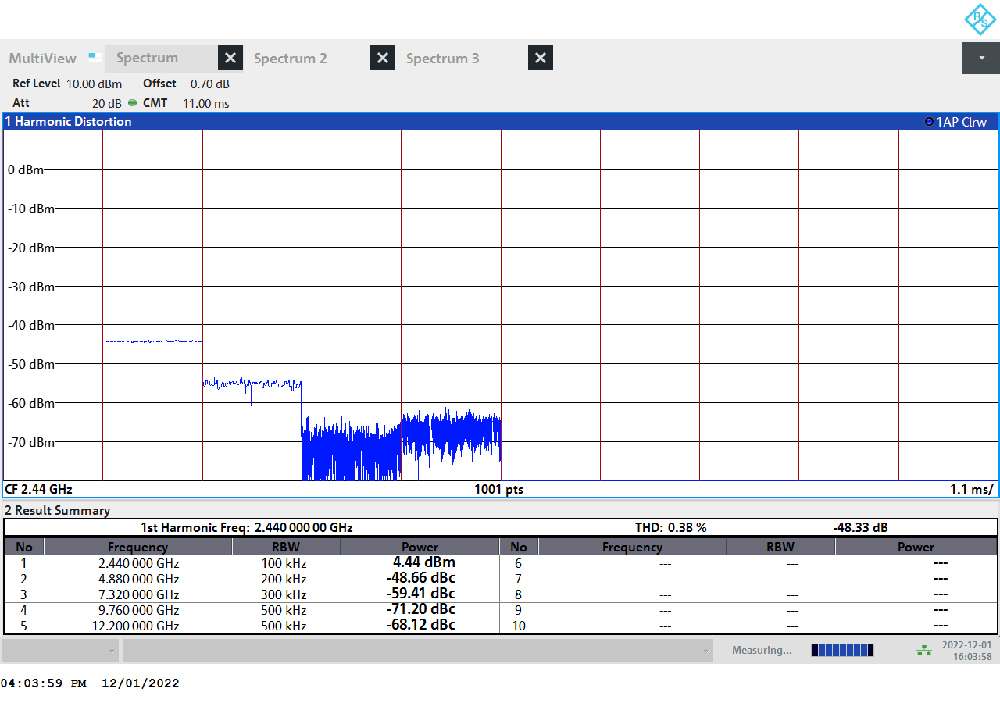 R S
MultiView Spectrum Spectrum 2 Spectrum 3
Ref Level 10.00 dBm Offset 0.70 dB
Att 20 dB CMT 11.00 ms
1 Harmonic Distortion 1AP Clrw
0 dBm
-10 dBm
-20 dBm
-30 dBm
-40 dBm
-50 dBm
-60 dBm
-70 dBm
CF 2.44 GHz 1001 pts 1.1 ms/
2 Result Summary
1st Harmonic Freq: 2.440 000 00 GHz THD: 0.38 % -48.33 dB
No Frequency RBW Power No Frequency RBW Power
1 2.440 000 GHz 100 kHz 4.44 dBm 6 --- --- ---
2 4.880 000 GHz 200 kHz -48.66 dBc 7 --- --- ---
3 7.320 000 GHz 300 kHz -59.41 dBc 8 --- --- ---
4 9.760 000 GHz 500 kHz -71.20 dBc 9 --- --- ---
5 12.200 000 GHz 500 kHz -68.12 dBc 10 --- --- ---
Measuring... 2022-12-01
16:03:58
04:03:59 PM 12/01/2022